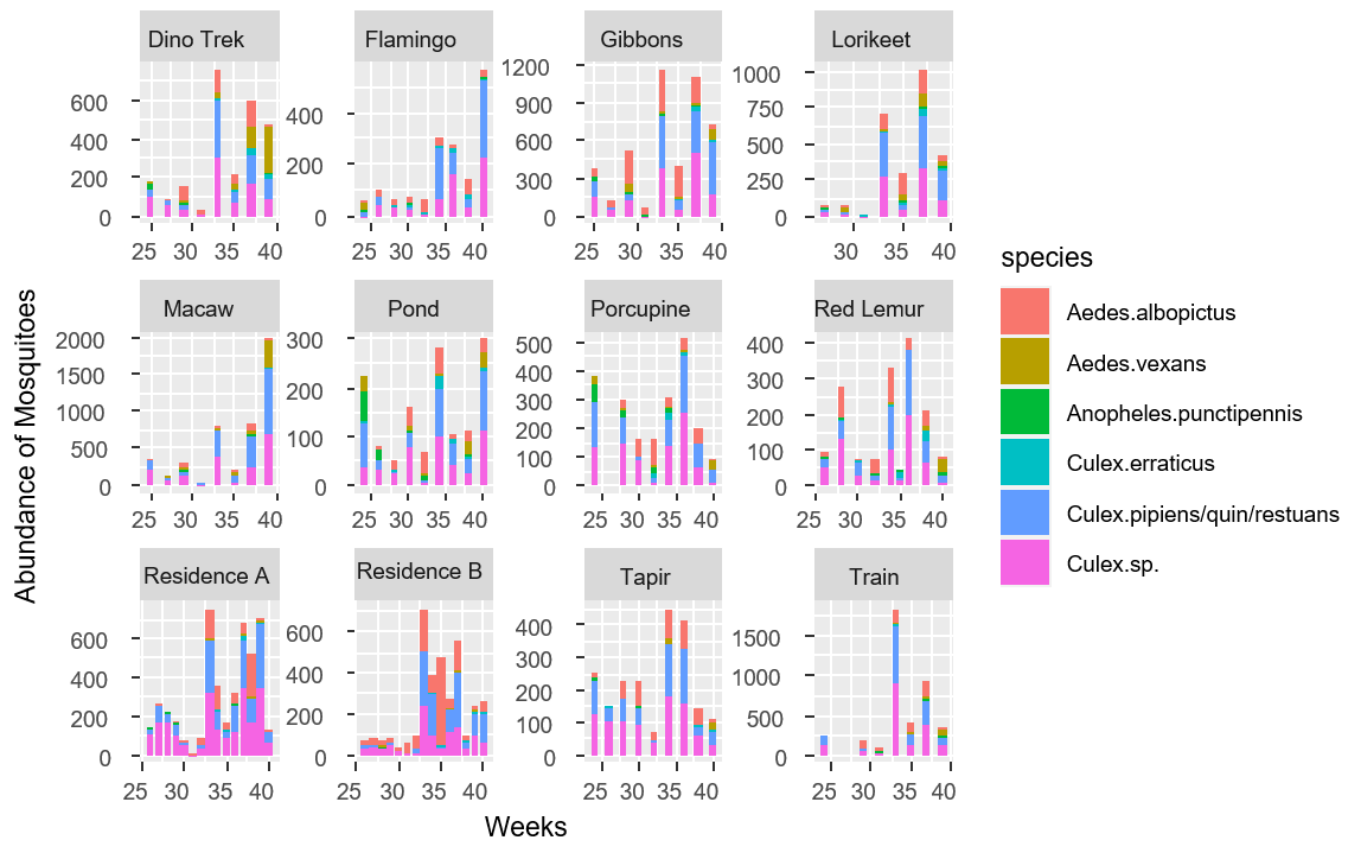 Dino Trek Flamingo Gibbons Lorikeet
600
400
200
0
25 30 35 40
400
200
0
25 30 35 40
1200
900
600
300
0
25 30 35 40
1000
750
500
250
0
30 35 40
Macaw Pond Porcupine Red Lemur
2000
1500
1000
500
0
25 30 35 40
300
200
100
0
25 30 35 40
500
400
300
200
100
0
25 30 35 40
400
300
200
100
0
25 30 35 40
Residence A Residence B Tapir Train
600
400
200
0
25 30 35 40
600
400
200
0
25 30 35 40
400
300
200
100
0
25 30 35 40
1500
1000
500
0
25 30 35 40
Abundance of Mosquitoes
Weeks
species
Aedes.albopictus
Aedes.vexans
Anopheles.punctipennis
Culex.erraticus
Culex.pipiens/quin/restuans
Culex.sp.